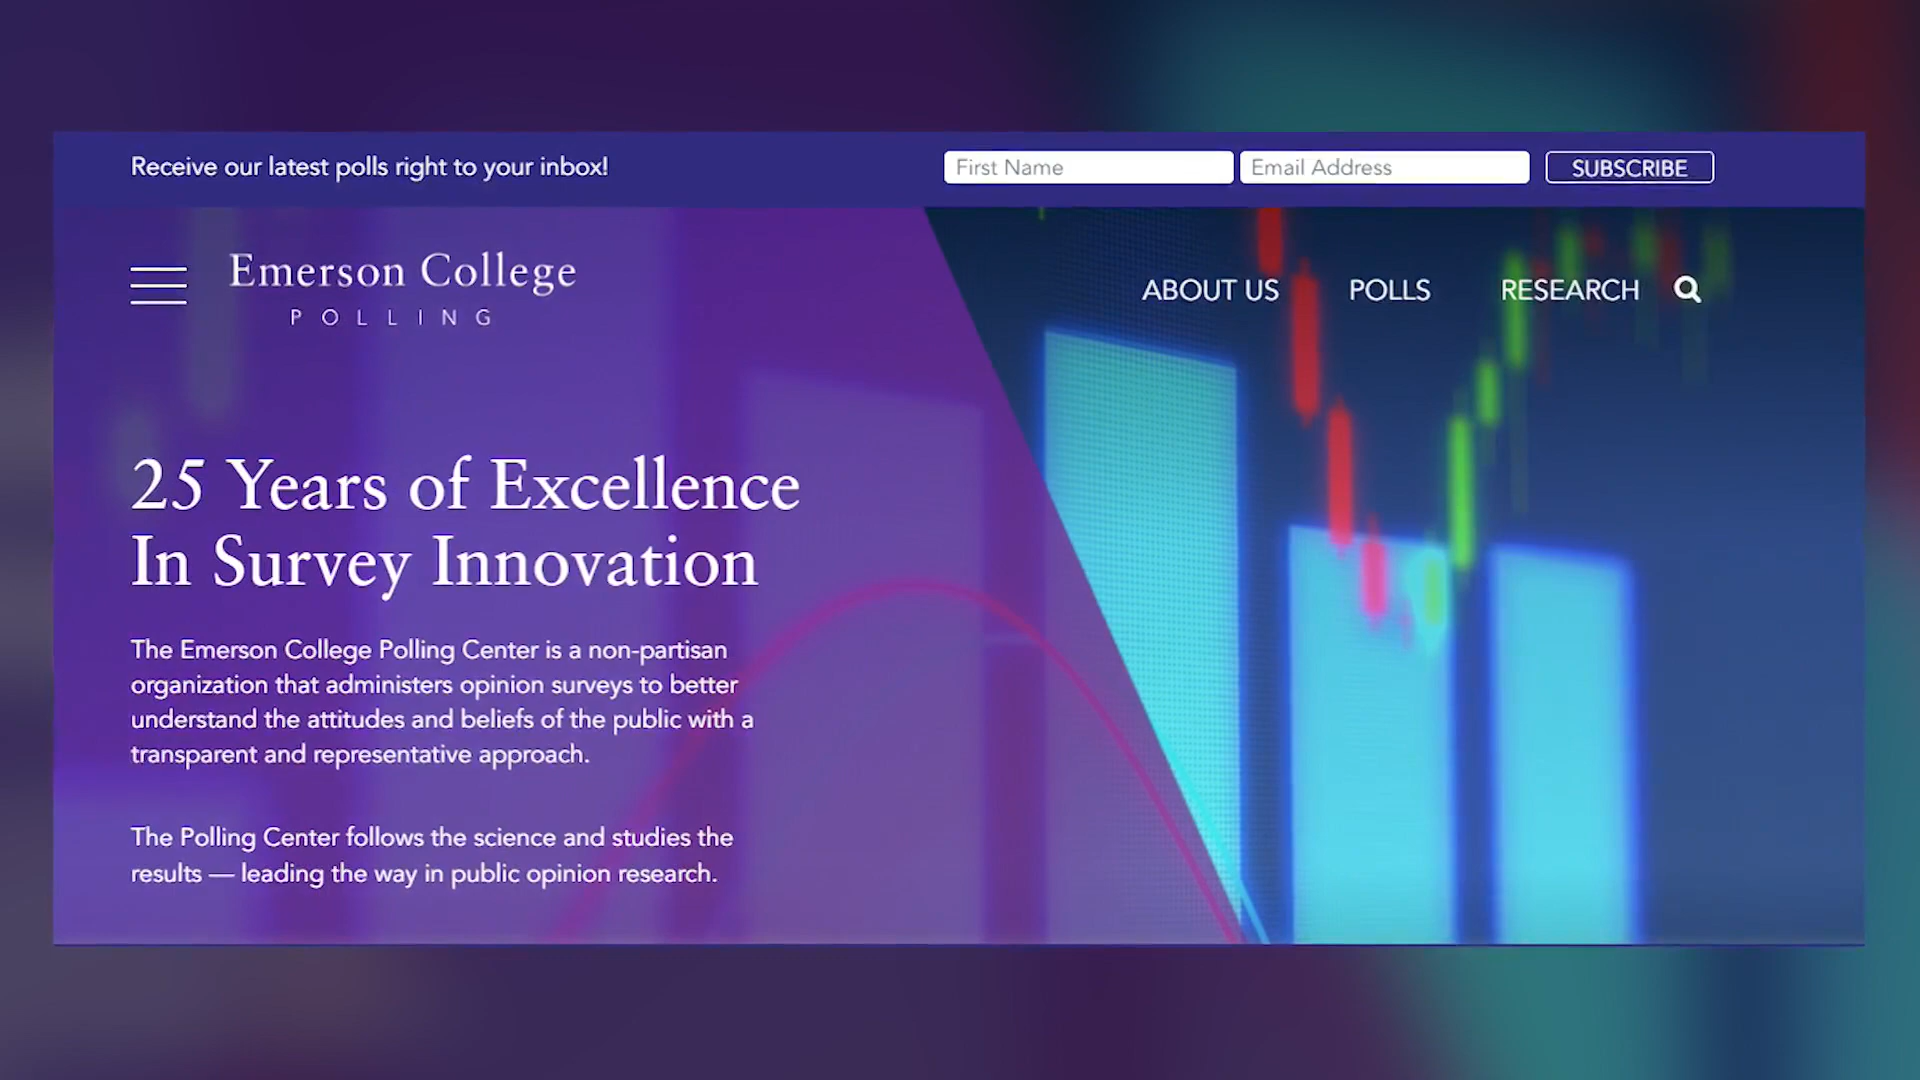 Receive our latest polls right to your inbox!
First Name
Email Address
SUBSCRIBE
Emerson College
POLLING
ABOUT US
POLLS
RESEARCH
25 Years of Excellence
In Survey Innovation
The Emerson College Polling Center is a non-partisan
organization that administers opinion surveys to better
understand the attitudes and beliefs of the public with a
transparent and representative approach.
The Polling Center follows the science and studies the
results — leading the way in public opinion research.